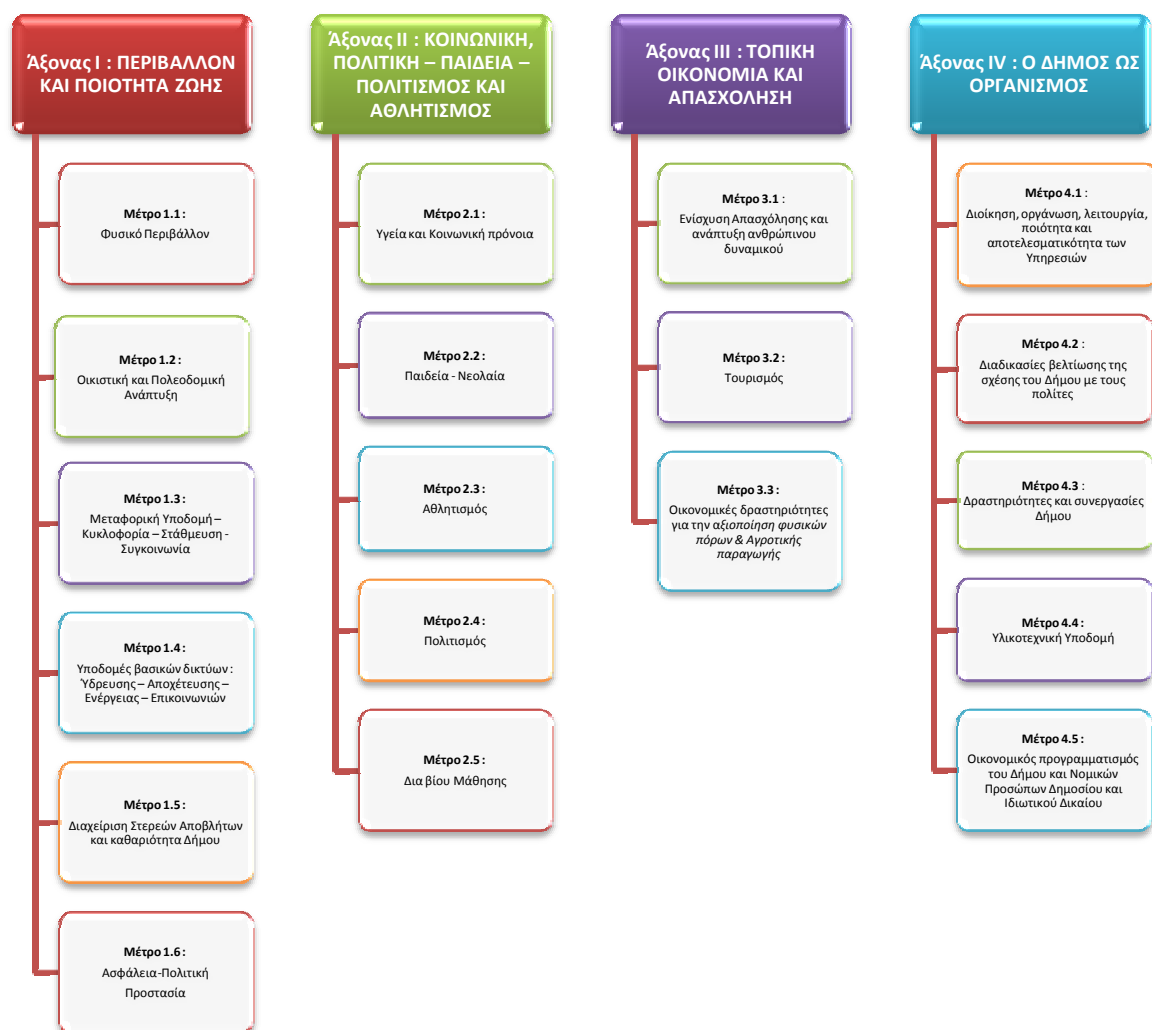 Άξονας Ι : ΠΕΡΙΒΑΛΛΟΝ
ΚΑΙ ΠΟΙΟΤΗΤΑ ΖΩΗΣ
Μέτρο 1.1 :
Φυσικό Περιβάλλον
Μέτρο 1.2 :
Οικιστική και Πολεοδομική
Ανάπτυξη
Μέτρο 1.3 :
Μεταφορική Υποδομή –
Κυκλοφορία – Στάθμευση -
Συγκοινωνία
Μέτρο 1.4 :
Υποδομές βασικών δικτύων :
Ύδρευσης – Αποχέτευσης –
Ενέργειας – Επικοινωνιών
Μέτρο 1.5 :
Διαχείριση Στερεών Αποβλήτων
και καθαριότητα Δήμου
Μέτρο 1.6 :
Ασφάλεια-Πολιτική
Προστασία
Άξονας ΙΙ : ΚΟΙΝΩΝΙΚΗ,
ΠΟΛΙΤΙΚΗ – ΠΑΙΔΕΙΑ –
ΠΟΛΙΤΙΣΜΟΣ ΚΑΙ
ΑΘΛΗΤΙΣΜΟΣ
Μέτρο 2.1 :
Υγεία και Κοινωνική πρόνοια
Μέτρο 2.2 :
Παιδεία - Νεολαία
Μέτρο 2.3 :
Αθλητισμός
Μέτρο 2.4 :
Πολιτισμός
Μέτρο 2.5 :
Δια βίου Μάθησης
Άξονας ΙΙΙ : ΤΟΠΙΚΗ
ΟΙΚΟΝΟΜΙΑ ΚΑΙ
ΑΠΑΣΧΟΛΗΣΗ
Μέτρο 3.1 :
Ενίσχυση Απασχόλησης και
ανάπτυξη ανθρώπινου
δυναμικού
Μέτρο 3.2 :
Τουρισμός
Μέτρο 3.3 :
Οικονομικές δραστηριότητες
για την αξιοποίηση φυσικών
πόρων & Αγροτικής
παραγωγής
Άξονας IV : Ο ΔΗΜΟΣ ΩΣ
ΟΡΓΑΝΙΣΜΟΣ
Μέτρο 4.1 :
Διοίκηση, οργάνωση, λειτουργία,
ποιότητα και
αποτελεσματικότητα των
Υπηρεσιών
Μέτρο 4.2 :
Διαδικασίες βελτίωσης της
σχέσης του Δήμου με τους
πολίτες
Μέτρο 4.3 :
Δραστηριότητες και συνεργασίες
Δήμου
Μέτρο 4.4 :
Υλικοτεχνική Υποδομή
Μέτρο 4.5 :
Οικονομικός προγραμματισμός
του Δήμου και Νομικών
Προσώπων Δημοσίου και
Ιδιωτικού Δικαίου